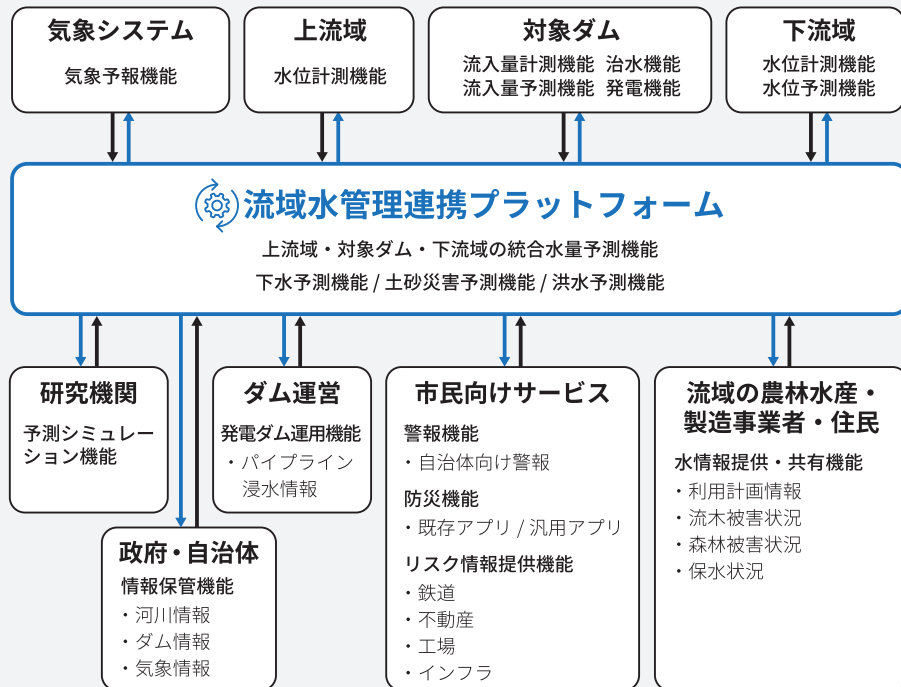 気象システム
気象予報機能
上流域
水位計測機能
対象ダム
流入量計測機能 治水機能
流入量予測機能 発電機能
下流域
水位計測機能
水位予測機能
流域水管理連携プラットフォーム
上流域・対象ダム・下流域の統合水量予測機能
下水予測機能 / 土砂災害予測機能 / 洪水予測機能
研究機関
予測シミュレー
ション機能
政府・自治体
情報保管機能
・河川情報
・ダム情報
・気象情報
ダム運営
発電ダム運用機能
・パイプライン
浸水情報
市民向けサービス
警報機能
・自治体向け警報
防災機能
・既存アプリ / 汎用アプリ
リスク情報提供機能
・鉄道
・不動産
・工場
・インフラ
流域の農林水産・
製造事業者・住民
水情報提供・共有機能
・利用計画情報
・流木被害状況
・森林被害状況
・保水状況